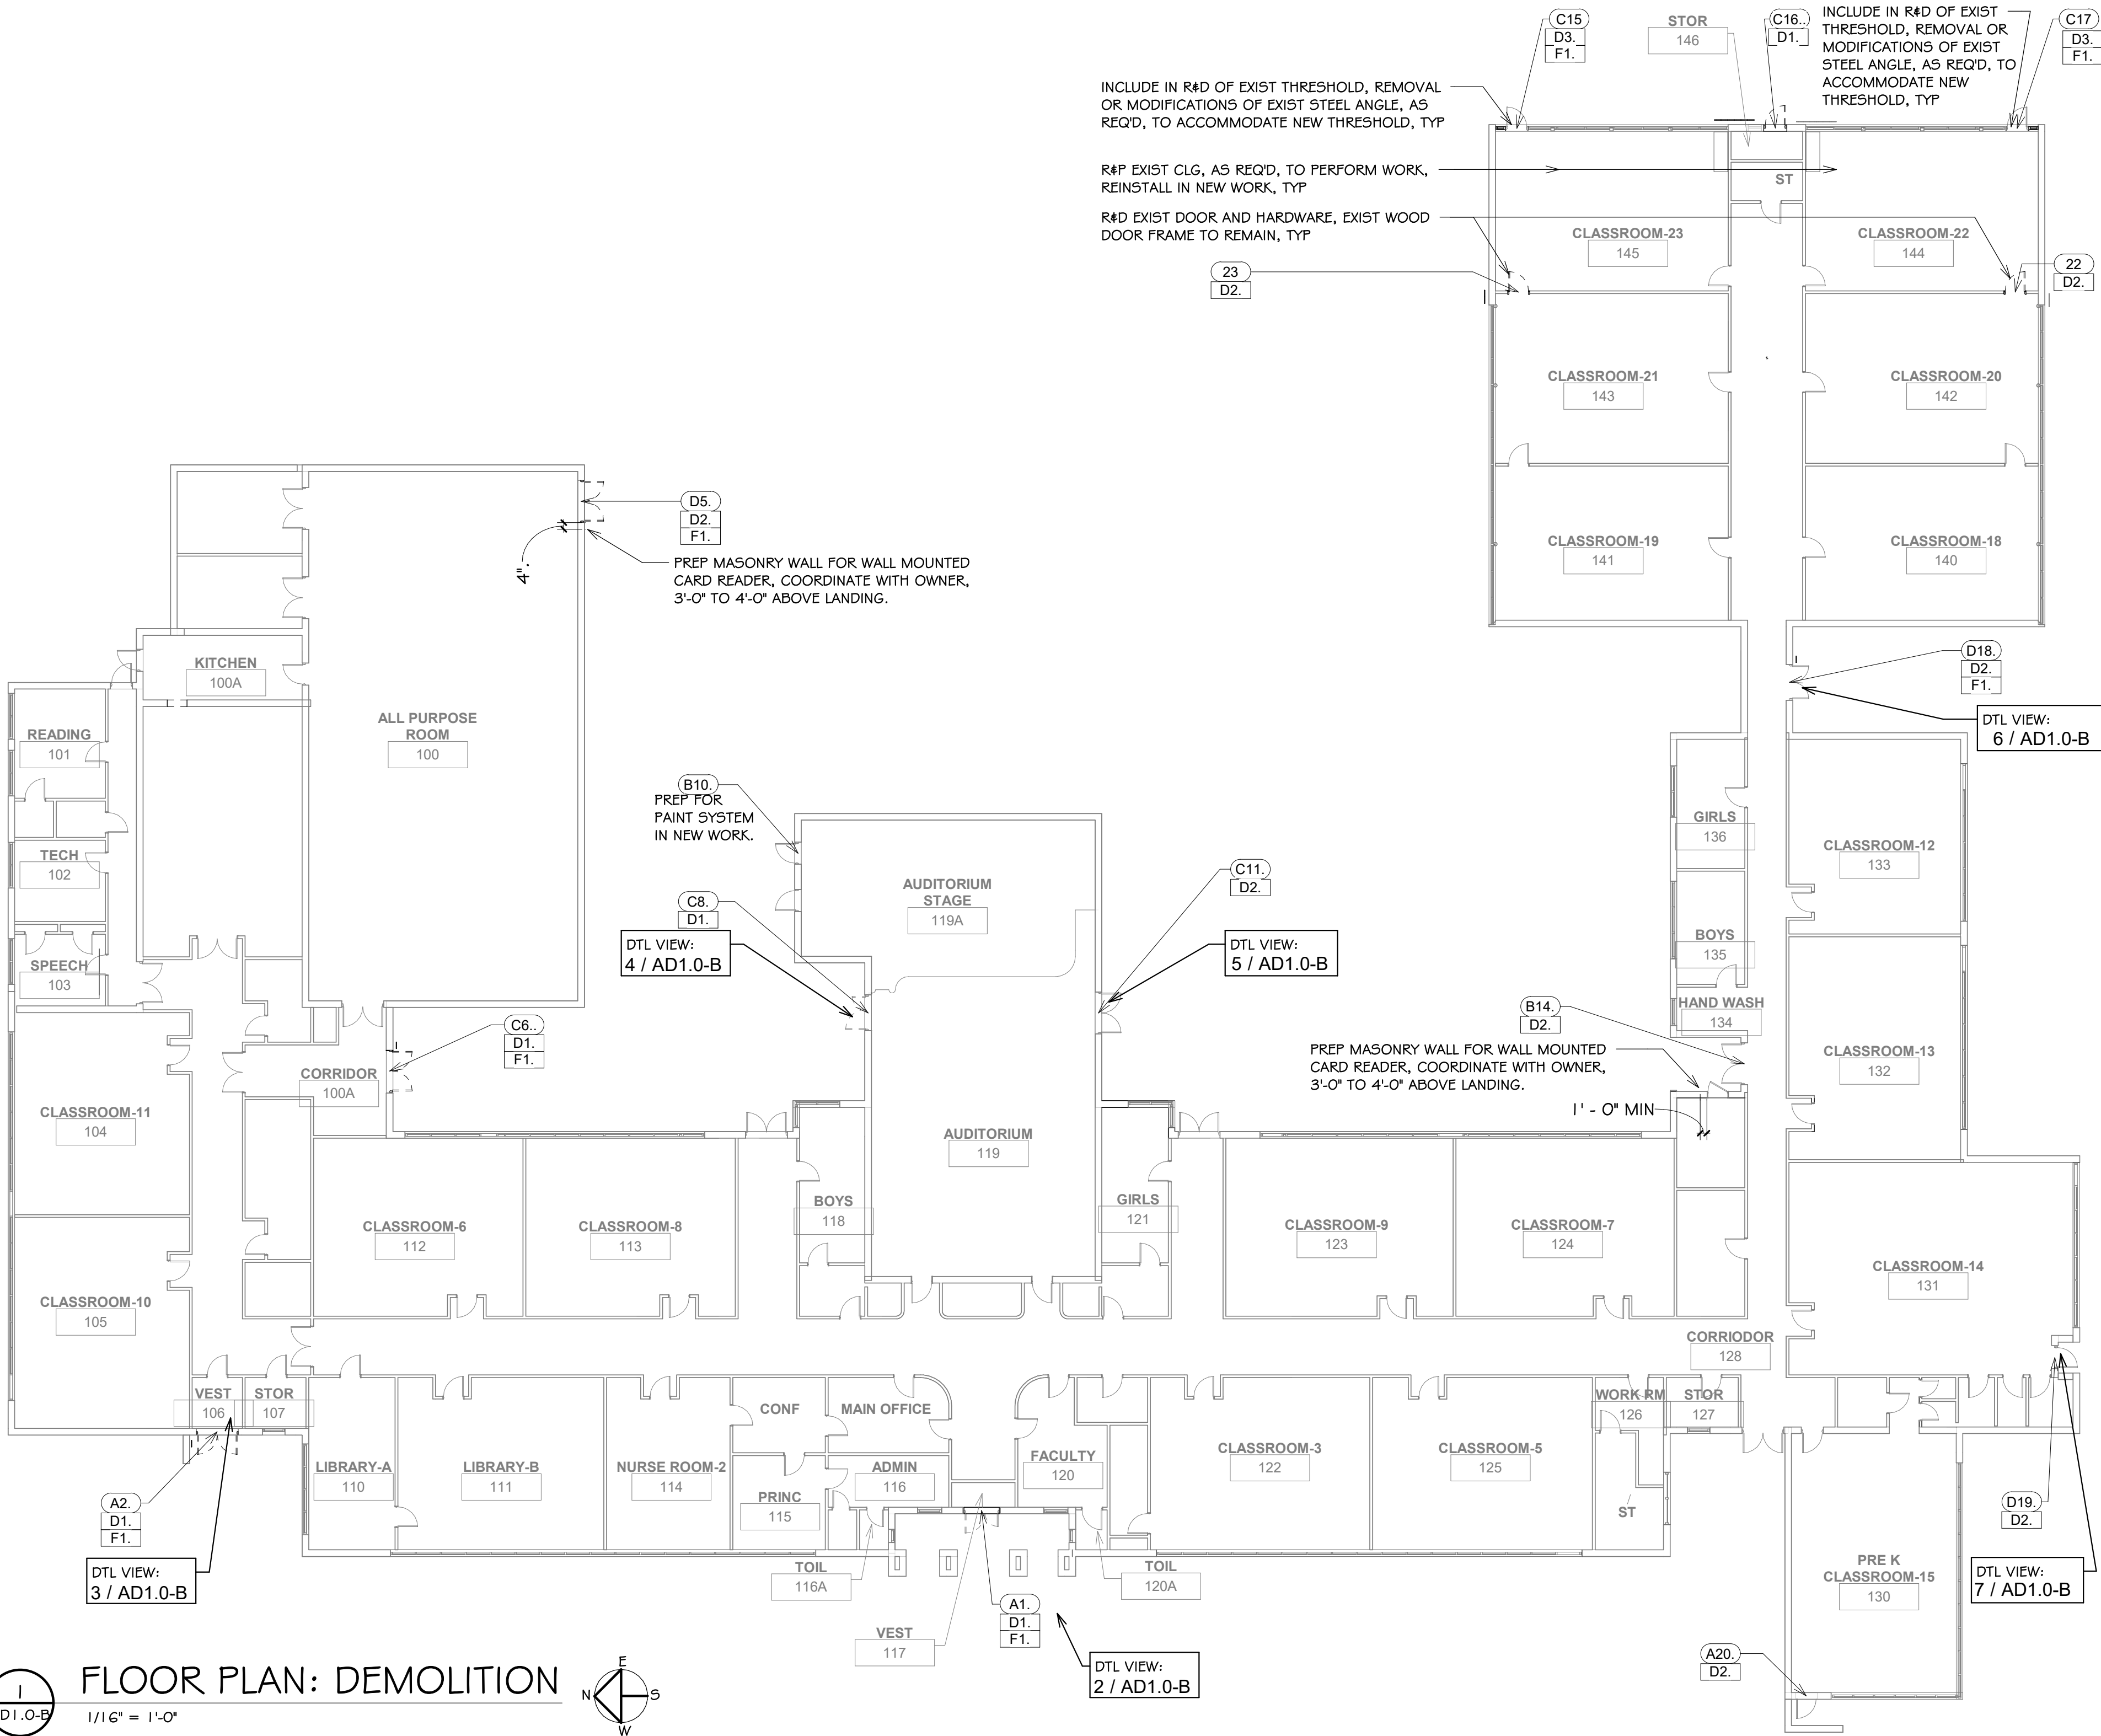 C15
D3.
F1.
STOR
146
C16..
D1.
INCLUDE IN R&D OF EXIST
THRESHOLD, REMOVAL OR
MODIFICATIONS OF EXIST
STEEL ANGLE, AS REQ'D, TO
ACCOMMODATE NEW
THRESHOLD, TYP
C17
D3.
F1.
INCLUDE IN R&D OF EXIST THRESHOLD, REMOVAL
OR MODIFICATIONS OF EXIST STEEL ANGLE, AS
REQ'D, TO ACCOMMODATE NEW THRESHOLD, TYP
R&P EXIST CLG, AS REQ'D, TO PERFORM WORK,
REINSTALL IN NEW WORK, TYP
ST
R&D EXIST DOOR AND HARDWARE, EXIST WOOD
DOOR FRAME TO REMAIN, TYP
CLASSROOM-23
145
CLASSROOM-22
144
23
D2.
22
D2.
CLASSROOM-21
143
CLASSROOM-20
142
D5.
D2.
F1.
4".
PREP MASONRY WALL FOR WALL MOUNTED
CARD READER, COORDINATE WITH OWNER,
3'-0" TO 4'-0" ABOVE LANDING.
CLASSROOM-19
141
CLASSROOM-18
140
KITCHEN
100A
D18.
D2.
F1.
DTL VIEW:
6 / AD1.0-B
READING
101
ALL PURPOSE
ROOM
100
B10.
PREP FOR
PAINT SYSTEM
IN NEW WORK.
GIRLS
136
CLASSROOM-12
133
TECH
102
AUDITORIUM
STAGE
119A
C11.
D2.
C8.
D1.
DTL VIEW:
4 / AD1.0-B
DTL VIEW:
5 / AD1.0-B
BOYS
135
SPEECH
103
HAND WASH
134
B14.
D2.
C6..
D1.
F1.
PREP MASONRY WALL FOR WALL MOUNTED
CARD READER, COORDINATE WITH OWNER,
3'-0" TO 4'-0" ABOVE LANDING.
1' - 0" MIN
CLASSROOM-13
132
CORRIDOR
100A
CLASSROOM-11
104
AUDITORIUM
119
BOYS
118
GIRLS
121
CLASSROOM-6
112
CLASSROOM-8
113
CLASSROOM-9
123
CLASSROOM-7
124
CLASSROOM-14
131
CLASSROOM-10
105
CORRIODOR
128
VEST
106
STOR
107
CONF
MAIN OFFICE
WORK RM
126
STOR
127
LIBRARY-A
110
LIBRARY-B
111
NURSE ROOM-2
114
ADMIN
116
FACULTY
120
CLASSROOM-3
122
CLASSROOM-5
125
PRINC
115
ST
A2.
D1.
F1.
D19.
D2.
DTL VIEW:
3 / AD1.0-B
TOIL
116A
TOIL
120A
PRE K
CLASSROOM-15
130
DTL VIEW:
7 / AD1.0-B
A1.
D1.
F1.
VEST
117
DTL VIEW:
2 / AD1.0-B
A20.
D2.
1
D1.0-B
FLOOR PLAN: DEMOLITION
1/16" = 1'-0"
E
N
S
W